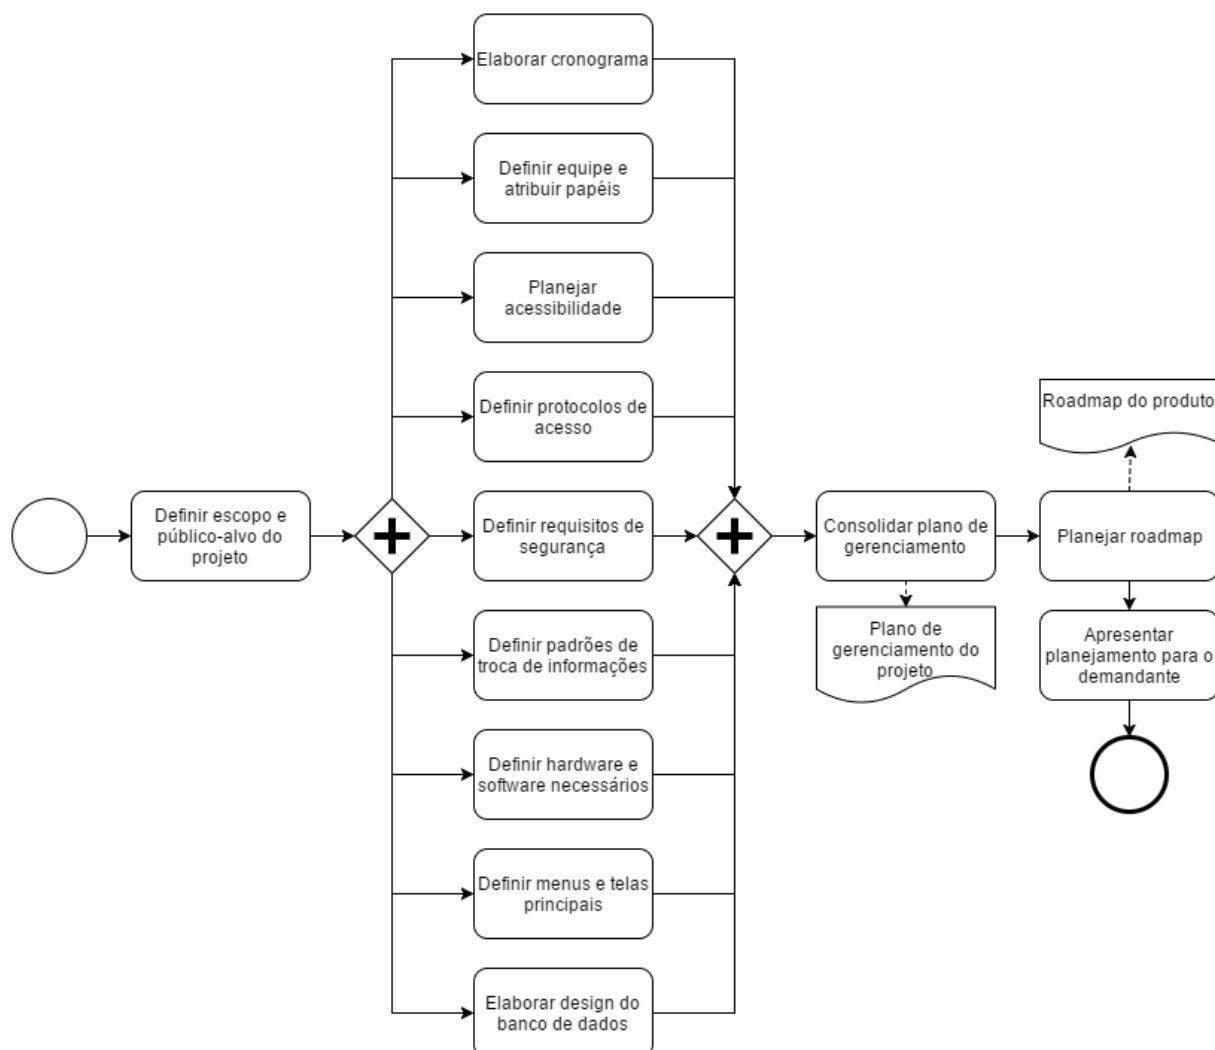 Elaborar cronograma
Definir equipe e
atribuir papéis
Planejar
acessibilidade
Definir protocolos de
acesso
Definir escopo e
público-alvo do
projeto
Definir requisitos de
segurança
Definir padrões de
troca de informações
Definir hardware e
software necessários
Definir menus e telas
principais
Elaborar design do
banco de dados
Consolidar plano de
gerenciamento
Plano de
gerenciamento do
projeto
Roadmap do produto
Planejar roadmap
Apresentar
planejamento para o
demandante